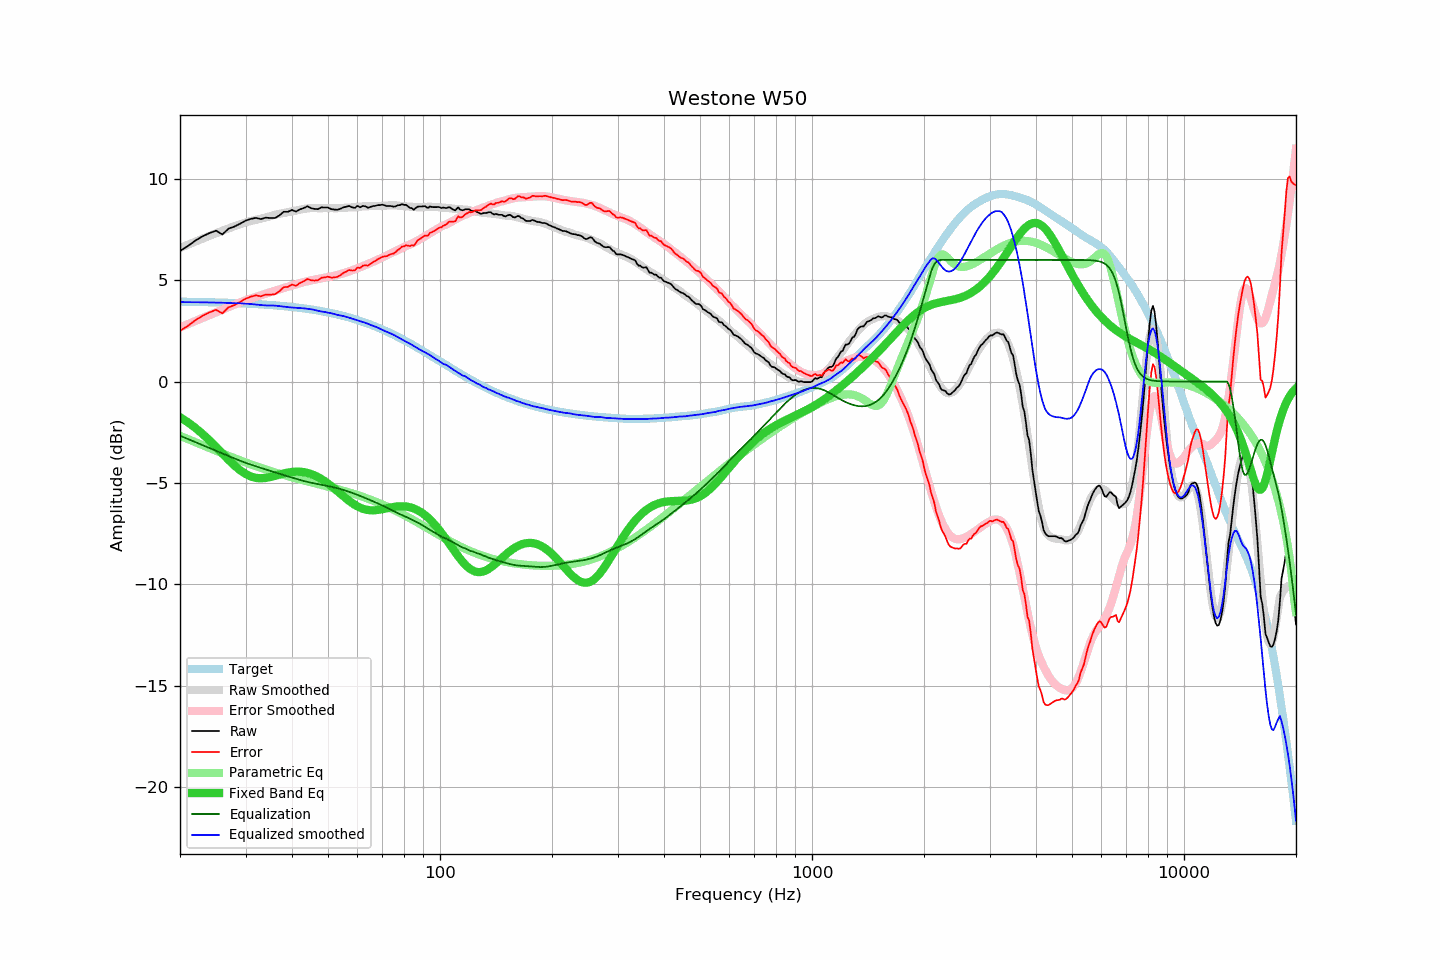 Westone W50
Amplitude (dBr)
10
5
0
−5
−10
−15
−20
Target
Raw Smoothed
Error Smoothed
Raw
Error
Parametric Eq
Fixed Band Eq
Equalization
Equalized smoothed
100
1000
10000
Frequency (Hz)